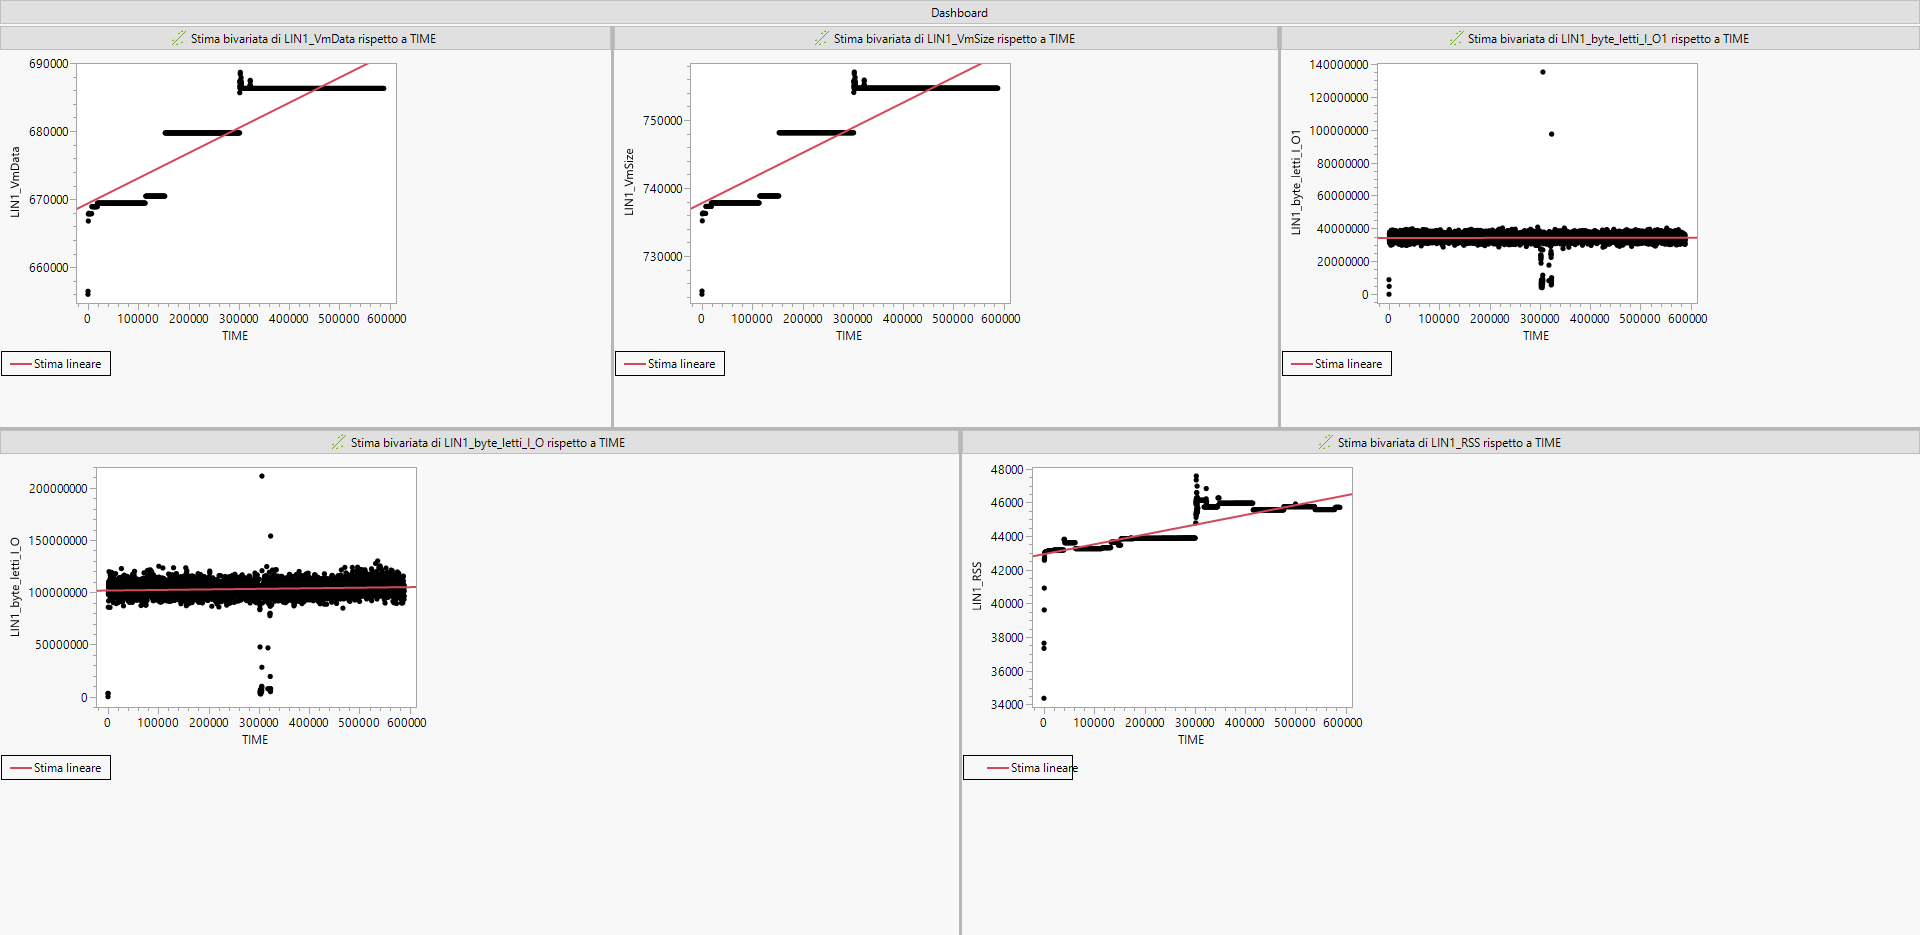 Dashboard
Stima bivariata di LIN1_VmData rispetto a TIME
690000
680000
670000
660000
LIN1_VmData
0 100000 200000 300000 400000 500000 600000
TIME
Stima lineare
Stima bivariata di LIN1_VmSize rispetto a TIME
750000
740000
730000
LIN1_VmSize
0 100000 200000 300000 400000 500000 600000
TIME
Stima lineare
Stima bivariata di LIN1_byte_letti_I_O1 rispetto a TIME
140000000
120000000
100000000
80000000
60000000
40000000
20000000
0
LIN1_byte_letti_I_O1
0 100000 200000 300000 400000 500000 600000
TIME
Stima lineare
Stima bivariata di LIN1_byte_letti_I_O rispetto a TIME
200000000
150000000
100000000
50000000
0
LIN1_byte_letti_I_O
0 100000 200000 300000 400000 500000 600000
TIME
Stima lineare
Stima bivariata di LIN1_RSS rispetto a TIME
48000
46000
44000
42000
40000
38000
36000
34000
LIN1_RSS
0 100000 200000 300000 400000 500000 600000
TIME
Stima lineare